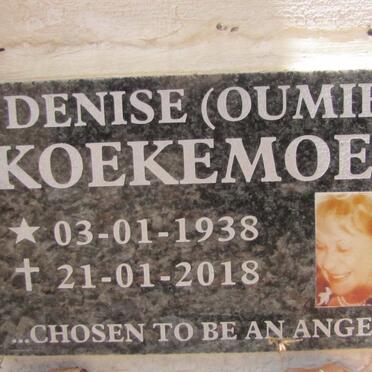 DENISE (OUMIE
KOEKEMOE
★ 03-01-1938
✝ 21-01-2018
...CHOSEN TO BE AN ANGE